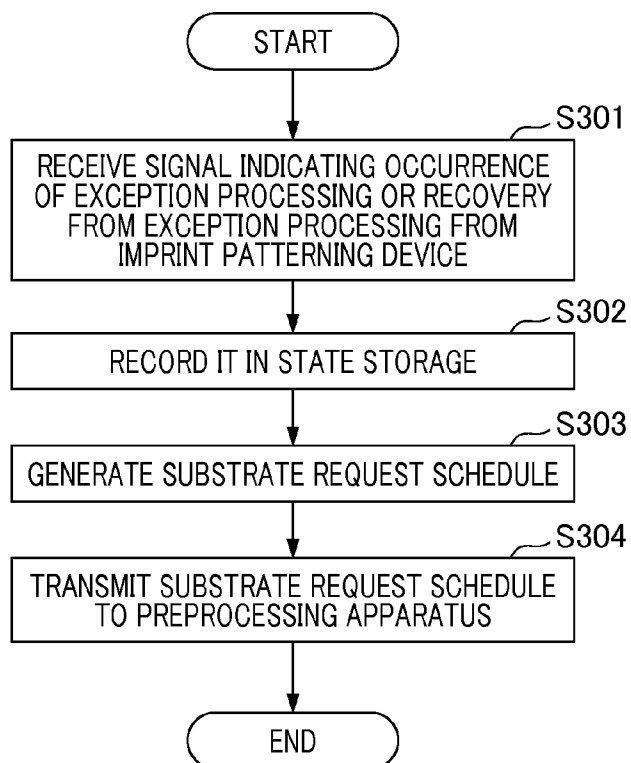 START
S301
RECEIVE SIGNAL INDICATING OCCURRENCE
OF EXCEPTION PROCESSING OR RECOVERY
FROM EXCEPTION PROCESSING FROM
IMPRINT PATTERNING DEVICE
S302
RECORD IT IN STATE STORAGE
S303
GENERATE SUBSTRATE REQUEST SCHEDULE
S304
TRANSMIT SUBSTRATE REQUEST SCHEDULE
TO PREPROCESSING APPARATUS
END